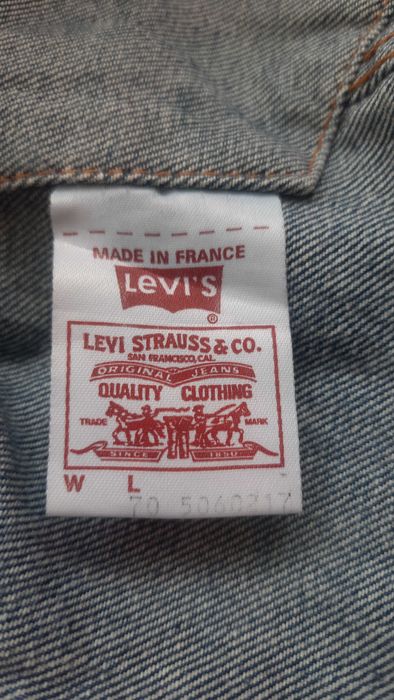 MADE IN FRANCE
LEVI'S
®
LEVI STRAUSS & CO.
SAN FRANCISCO, CAL.
ORIGINAL JEANS
QUALITY CLOTHING
TRADE MARK
SINCE 1850
W L
70 5060217